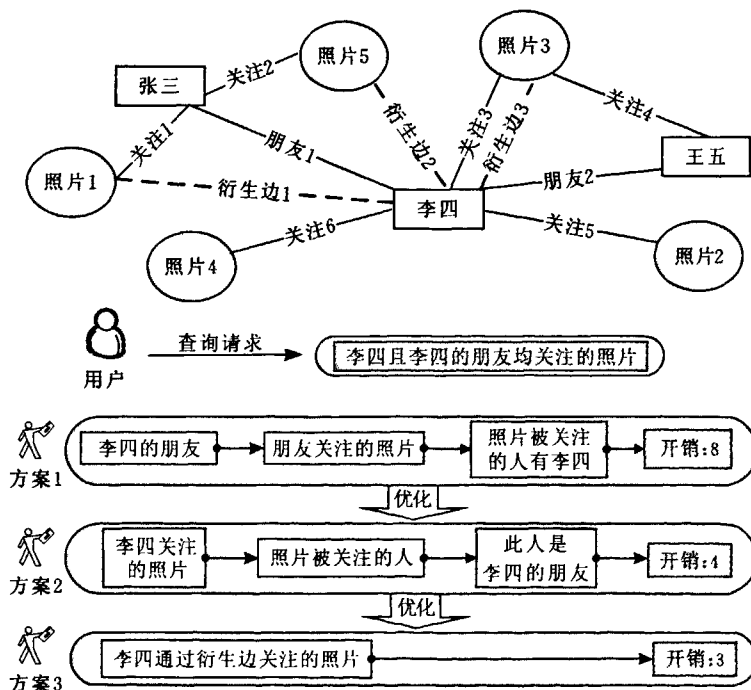 照片5
照片3
张三
关注2
关注1
朋友1
衍生边2
关注3
衍生边3
关注4
王五
照片1
衍生边1
李四
朋友2
关注6
关注5
照片4
照片2
用户
查询请求
李四且李四的朋友均关注的照片
方案1
李四的朋友
朋友关注的照片
照片被关注
的人有李四
开销:8
优化
方案2
李四关注
的照片
照片被关注的人
此人是
李四的朋友
开销:4
优化
方案3
李四通过衍生边关注的照片
开销:3